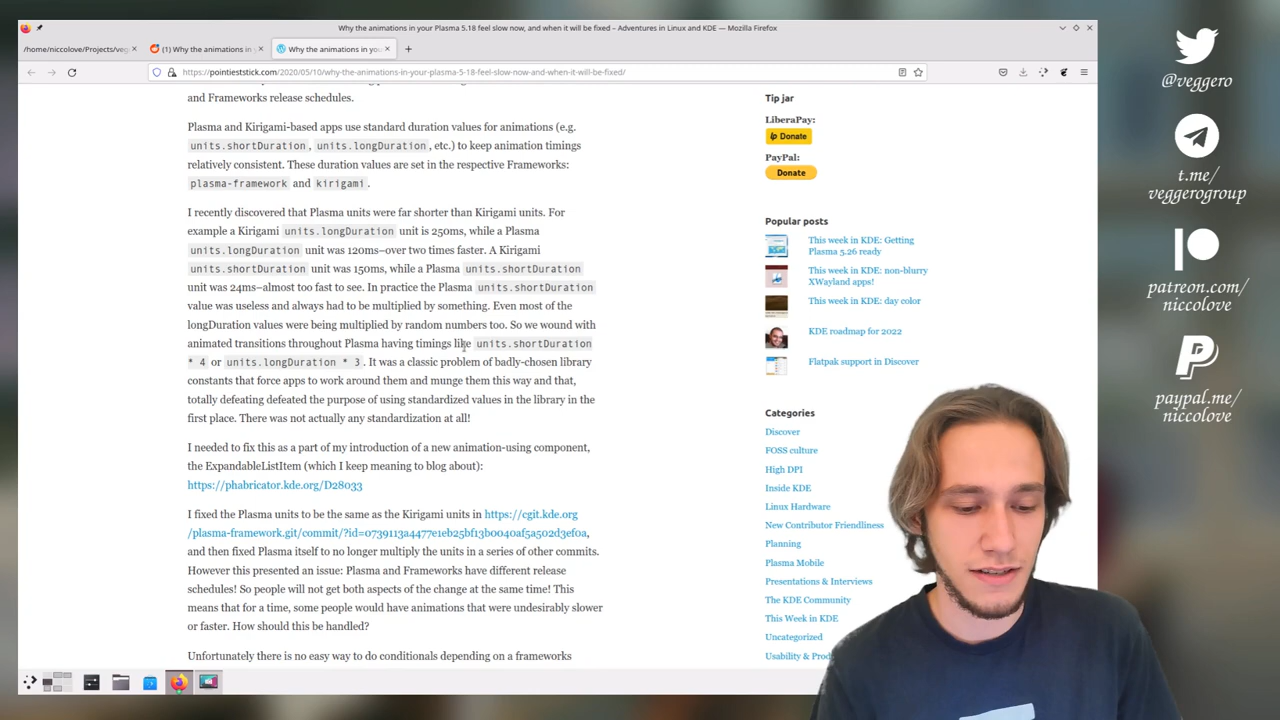 Why the animations in your Plasma 5.18 feel slow now, and when it will be fixed – Adventures in Linux and KDE — Mozilla Firefox
/home/niccolove/Projects/veg
(1) Why the animations in y
Why the animations in you
https://pointieststick.com/2020/05/10/why-the-animations-in-your-plasma-5-18-feel-slow-now-and-when-it-will-be-fixed/
and Frameworks release schedules.
Plasma and Kirigami-based apps use standard duration values for animations (e.g.
units.shortDuration, units.longDuration, etc.) to keep animation timings
relatively consistent. These duration values are set in the respective Frameworks:
plasma-framework and kirigami.
I recently discovered that Plasma units were far shorter than Kirigami units. For
example a Kirigami units.longDuration unit is 250ms, while a Plasma
units.longDuration unit was 120ms–over two times faster. A Kirigami
units.shortDuration unit was 150ms, while a Plasma units.shortDuration
unit was 24ms–almost too fast to see. In practice the Plasma units.shortDuration
value was useless and always had to be multiplied by something. Even most of the
longDuration values were being multiplied by random numbers too. So we wound with
animated transitions throughout Plasma having timings like units.shortDuration
* 4 or units.longDuration * 3. It was a classic problem of badly-chosen library
constants that force apps to work around them and munge them this way and that,
totally defeating defeated the purpose of using standardized values in the library in the
first place. There was not actually any standardization at all!
I needed to fix this as a part of my introduction of a new animation-using component,
the ExpandableListItem (which I keep meaning to blog about):
https://phabricator.kde.org/D28033
I fixed the Plasma units to be the same as the Kirigami units in https://cgit.kde.org
/plasma-framework.git/commit/?id=0739113a4477e1eb25bf13b0040af5a502d3ef0a,
and then fixed Plasma itself to no longer multiply the units in a series of other commits.
However this presented an issue: Plasma and Frameworks have different release
schedules! So people will not get both aspects of the change at the same time! This
means that for a time, some people would have animations that were undesirably slower
or faster. How should this be handled?
Unfortunately there is no easy way to do conditionals depending on a frameworks
Tip jar
LiberaPay:
Donate
PayPal:
Donate
Popular posts
This week in KDE: Getting
Plasma 5.26 ready
This week in KDE: non-blurry
XWayland apps!
This week in KDE: day color
KDE roadmap for 2022
Flatpak support in Discover
Categories
Discover
FOSS culture
High DPI
Inside KDE
Linux Hardware
New Contributor Friendliness
Planning
Plasma Mobile
Presentations & Interviews
The KDE Community
This Week in KDE
Uncategorized
Usability & Prod
@veggero
t.me/
veggerogroup
patreon.com/
niccolove
paypal.me/
niccolove